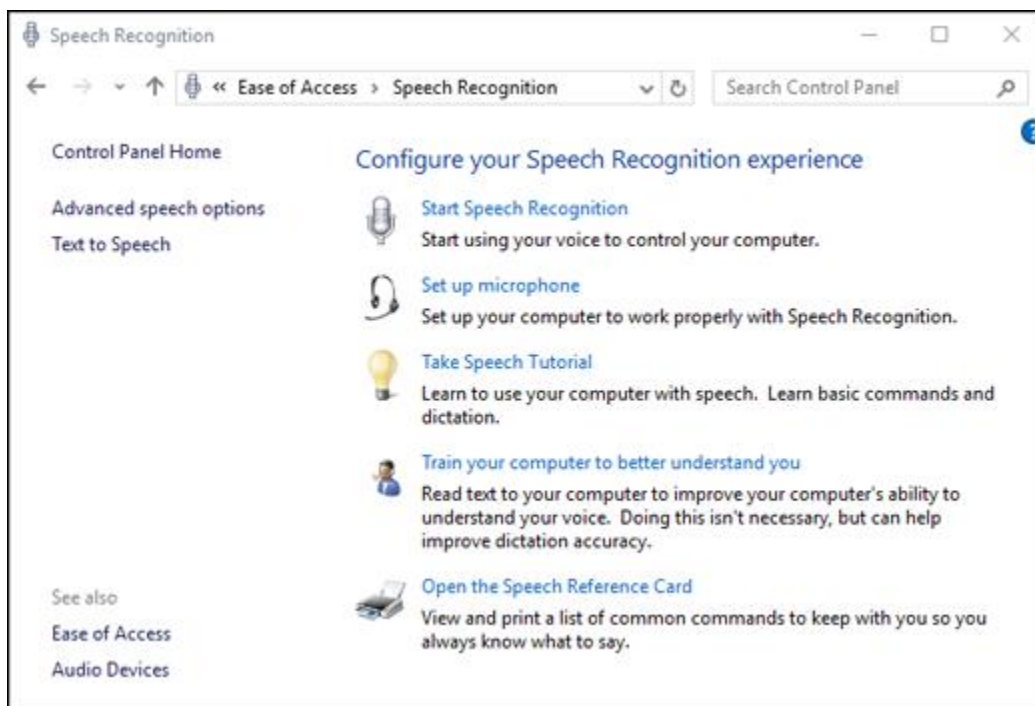 Speech Recognition
« Ease of Access > Speech Recognition
Search Control Panel
Control Panel Home
Advanced speech options
Text to Speech
Configure your Speech Recognition experience
Start Speech Recognition
Start using your voice to control your computer.
Set up microphone
Set up your computer to work properly with Speech Recognition.
Take Speech Tutorial
Learn to use your computer with speech.  Learn basic commands and
dictation.
Train your computer to better understand you
Read text to your computer to improve your computer's ability to
understand your voice.  Doing this isn't necessary, but can help
improve dictation accuracy.
Open the Speech Reference Card
View and print a list of common commands to keep with you so you
always know what to say.
See also
Ease of Access
Audio Devices